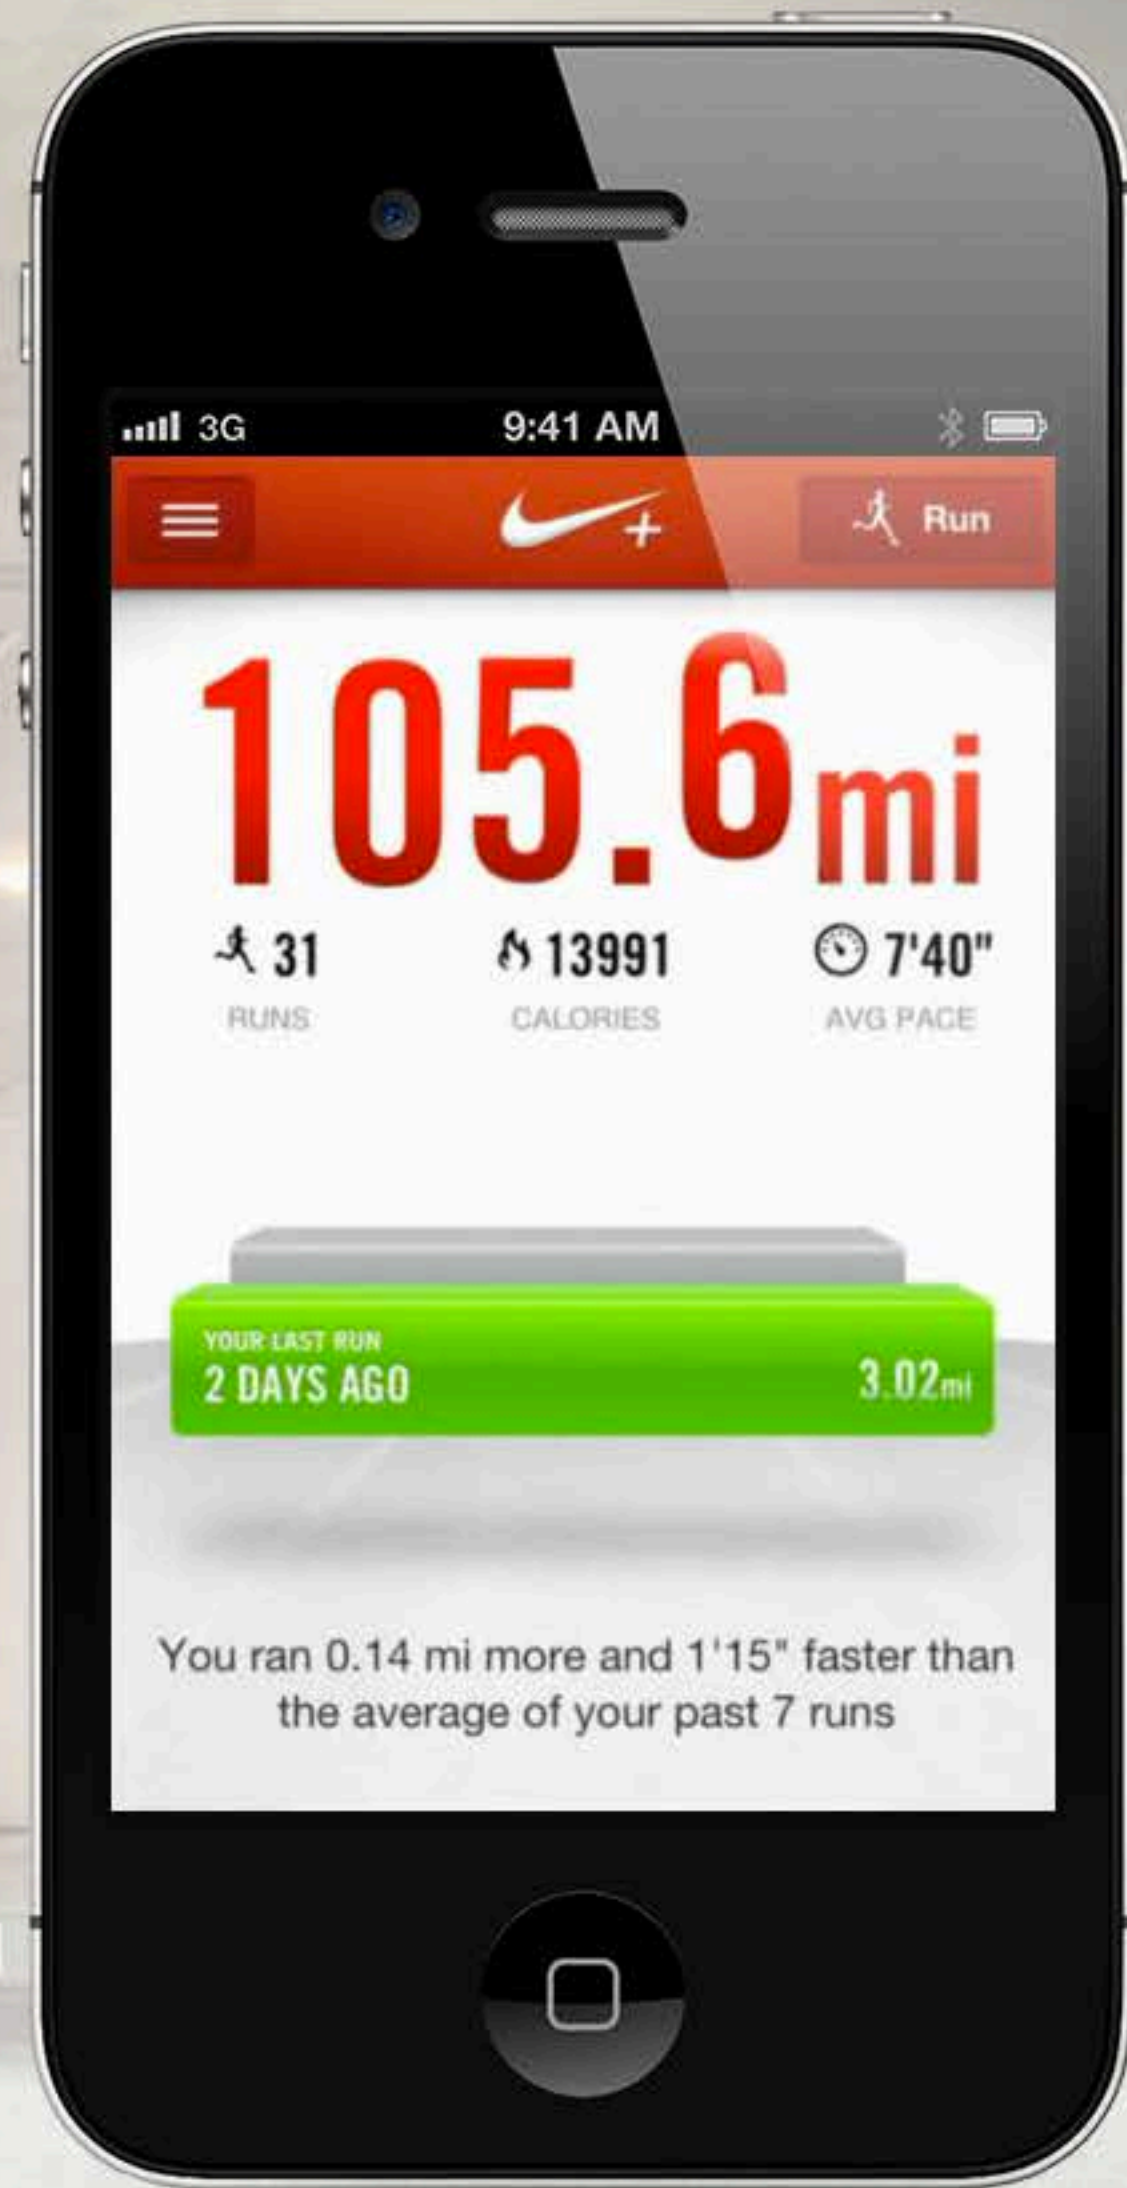 3G 9:41 AM
+ Run
105.6mi
31 13991 7'40"
RUNS CALORIES AVG PACE
YOUR LAST RUN
2 DAYS AGO 3.02mi
You ran 0.14 mi more and 1'15" faster than
the average of your past 7 runs